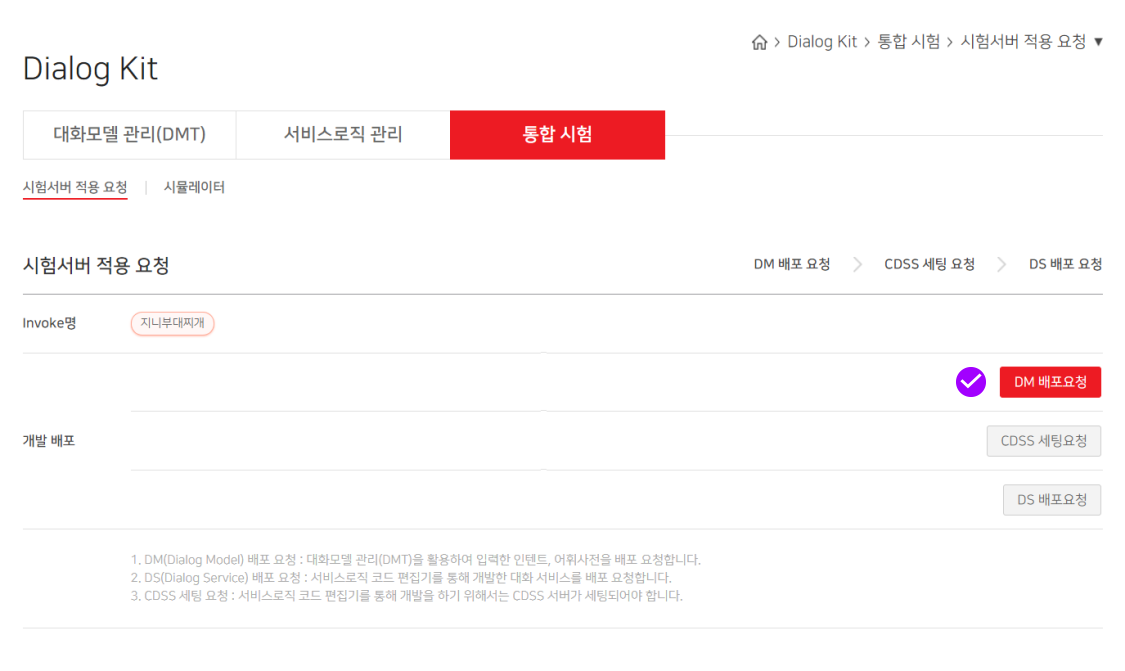 Dialog Kit > 통합 시험 > 시험서버 적용 요청 ▼
Dialog Kit
대화모델 관리(DMT) 서비스로직 관리 통합 시험
시험서버 적용 요청 | 시뮬레이터
시험서버 적용 요청 DM 배포 요청 > CDSS 세팅 요청 > DS 배포 요청
Invoke명 지니부대찌개
DM 배포요청
개발 배포 CDSS 세팅요청
DS 배포요청
1. DM(Dialog Model) 배포 요청 : 대화모델 관리(DMT)을 활용하여 입력한 인텐트, 어휘사전을 배포 요청합니다.
2. DS(Dialog Service) 배포 요청 : 서비스로직 코드 편집기를 통해 개발한 대화 서비스를 배포 요청합니다.
3. CDSS 세팅 요청 : 서비스로직 코드 편집기를 통해 개발을 하기 위해서는 CDSS 서버가 세팅되어야 합니다.